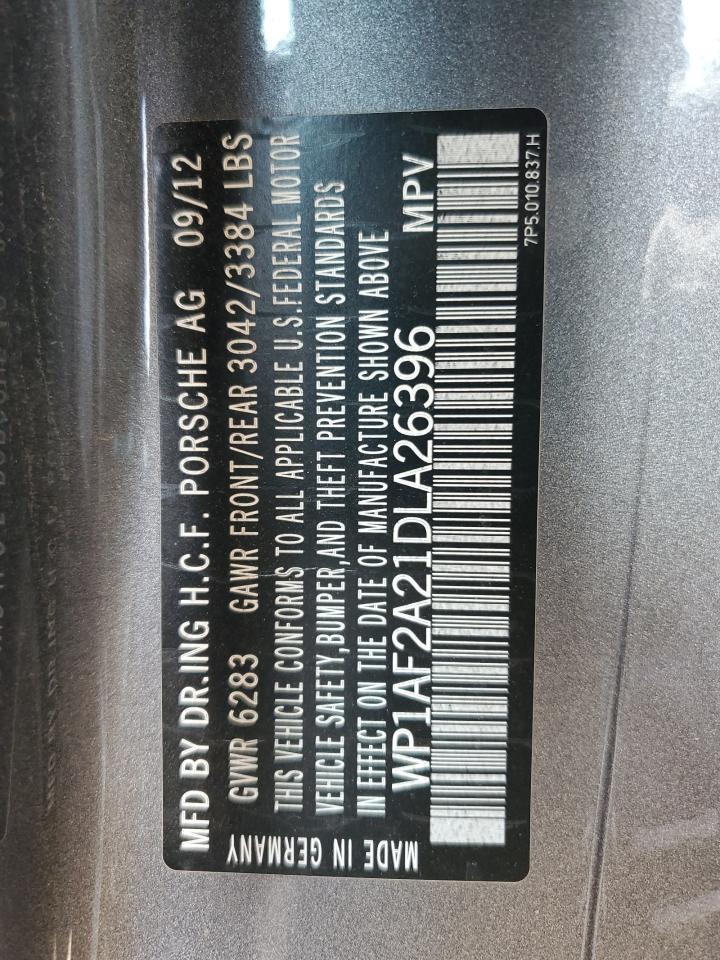 MFD BY DR.ING H.C.F. PORSCHE AG 09/12
GVWR 6283 GAWR FRONT/REAR 3042/3384 LBS
THIS VEHICLE CONFORMS TO ALL APPLICABLE U.S.FEDERAL MOTOR
VEHICLE SAFETY,BUMPER,AND THEFT PREVENTION STANDARDS
IN EFFECT ON THE DATE OF MANUFACTURE SHOWN ABOVE
WP1AF2A21DLA26396 MPV
MADE IN GERMANY
7P5.010.837.H